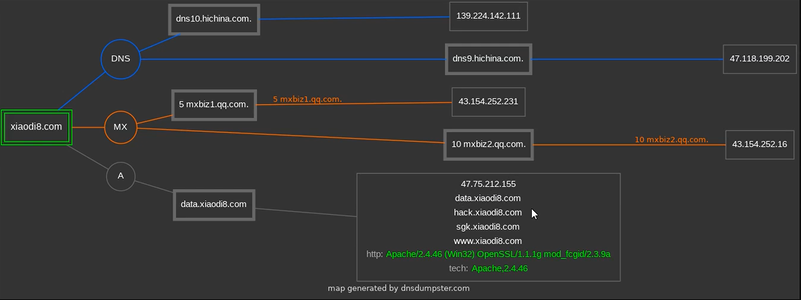 dns10.hichina.com.
139.224.142.111
DNS
dns9.hichina.com.
47.118.199.202
5 mxbiz1.qq.com.
5 mxbiz1.qq.com.
43.154.252.231
xiaodi8.com
MX
10 mxbiz2.qq.com.
10 mxbiz2.qq.com.
43.154.252.16
A
data.xiaodi8.com
47.75.212.155
data.xiaodi8.com
hack.xiaodi8.com
sgk.xiaodi8.com
www.xiaodi8.com
http: Apache/2.4.46 (Win32) OpenSSL/1.1.1g mod_fcgid/2.3.9a
tech: Apache,2.4.46
map generated by dnsdumpster.com